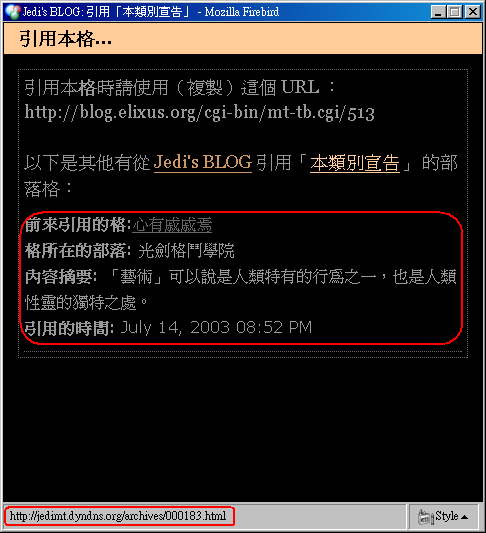 Jedi's BLOG: 引用「本類別宣告」 - Mozilla Firebird
引用本格...
引用本格時請使用（複製）這個 URL：
http://blog.elixus.org/cgi-bin/mt-tb.cgi/513
以下是其他有從 Jedi's BLOG 引用「本類別宣告」的部
落格：
前來引用的格:心有戚戚焉
格所在的部落: 光劍格鬥學院
內容摘要: 「藝術」可以說是人類特有的行為之一，也是人類
性靈的獨特之處。
引用的時間: July 14, 2003 08:52 PM
http://jedimt.dyndns.org/archives/000183.html
Style